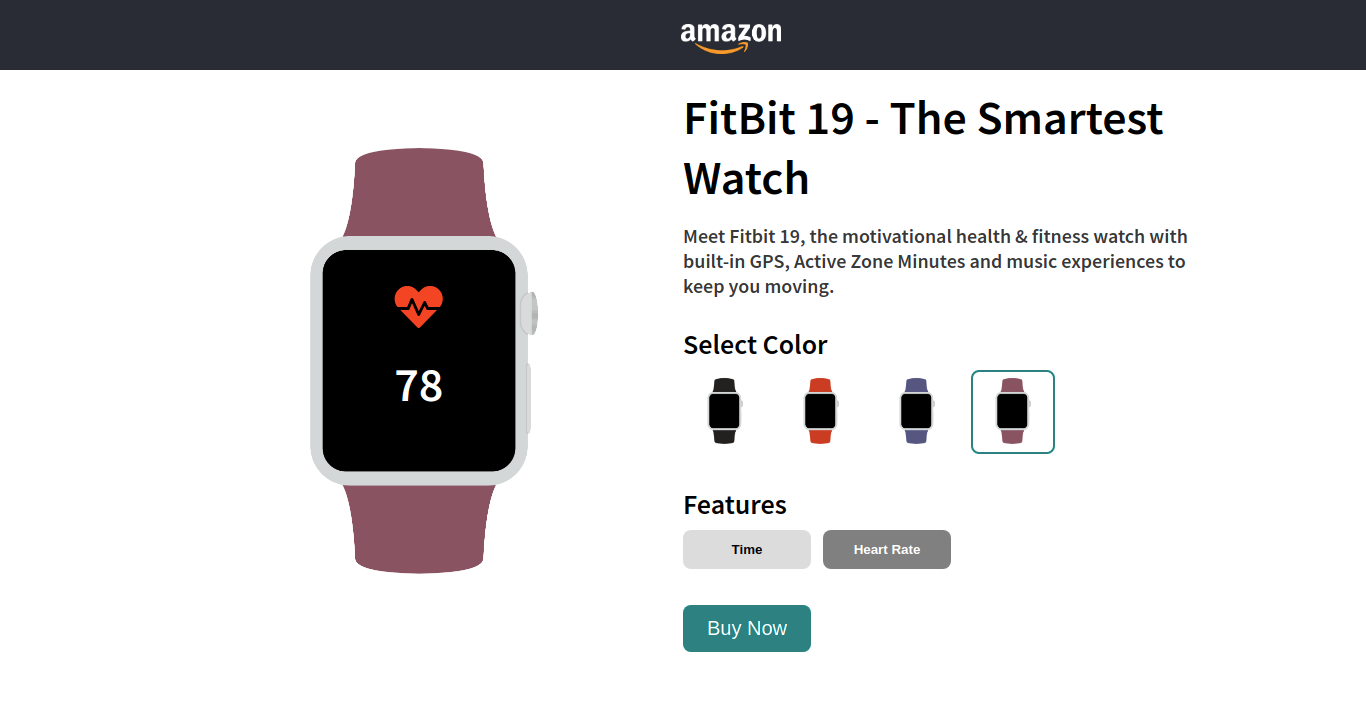 amazon
FitBit 19 - The Smartest
Watch
Meet Fitbit 19, the motivational health & fitness watch with
built-in GPS, Active Zone Minutes and music experiences to
keep you moving.
78
Select Color
Features
Time Heart Rate
Buy Now